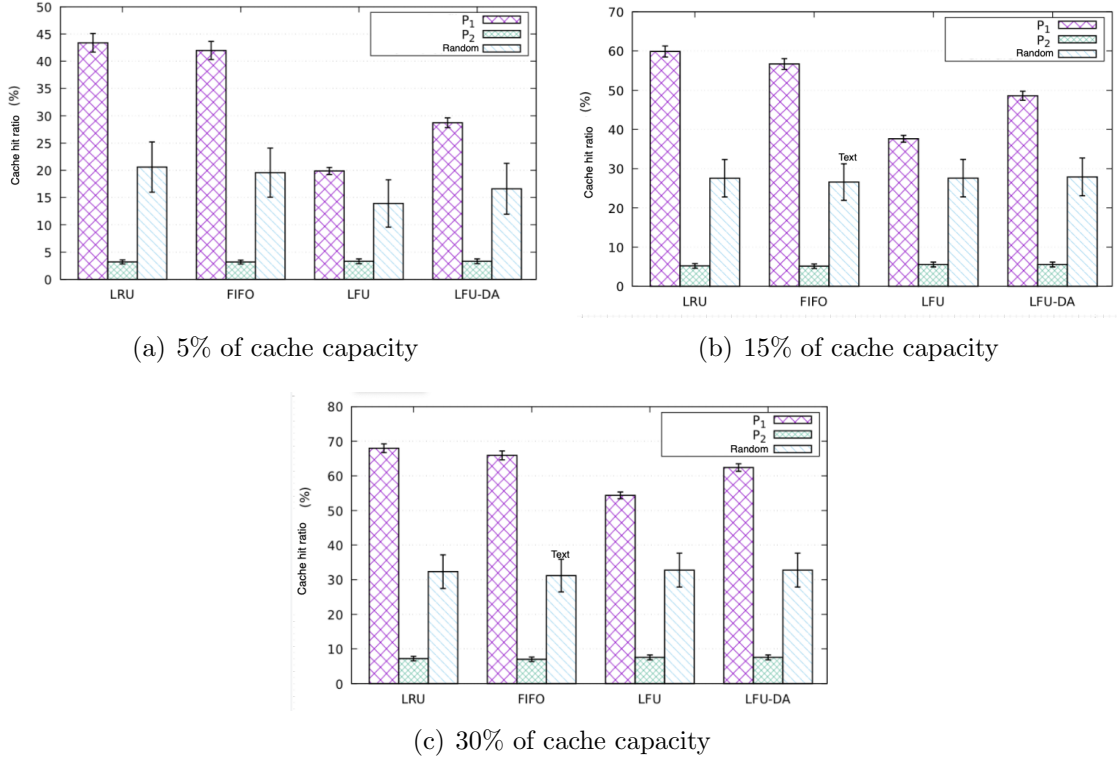 50
45
40
35
30
25
20
15
10
5
0
Cache hit ratio (%)
P1
P2
Random
LRU FIFO LFU LFU-DA
(a) 5% of cache capacity
70
60
50
40
30
20
10
0
Cache hit ratio (%)
P1
P2
Random
Text
LRU FIFO LFU LFU-DA
(b) 15% of cache capacity
80
70
60
50
40
30
20
10
0
Cache hit ratio (%)
P1
P2
Random
Text
LRU FIFO LFU LFU-DA
(c) 30% of cache capacity